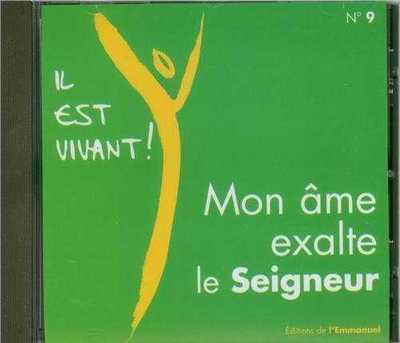 N° 9
IL
EST
VIVANT!
Mon âme
exalte
le Seigneur
Éditions de l'Emmanuel